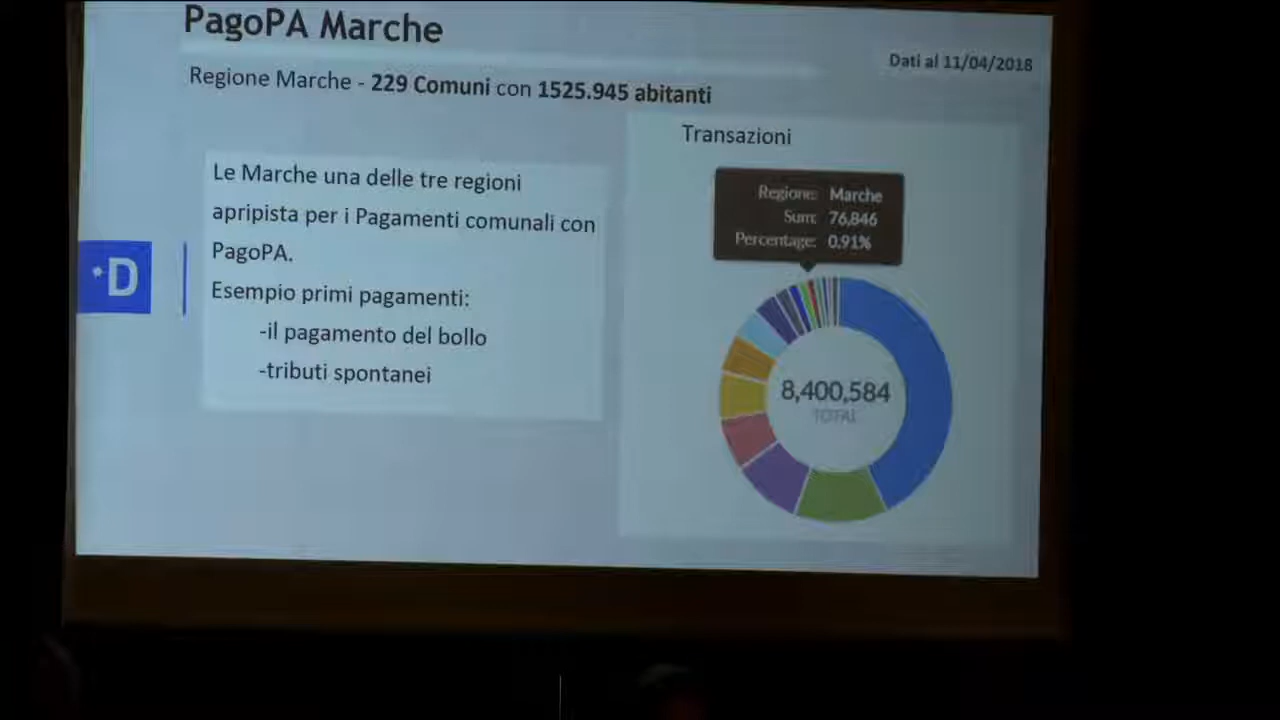 PagoPA Marche
Dati al 11/04/2018
Regione Marche - 229 Comuni con 1525.945 abitanti
Le Marche una delle tre regioni
apripista per i Pagamenti comunali con
PagoPA.
Esempio primi pagamenti:
-il pagamento del bollo
-tributi spontanei
D
Transazioni
Regione: Marche
Sum: 76,846
Percentage: 0.91%
8,400,584
TOTAL